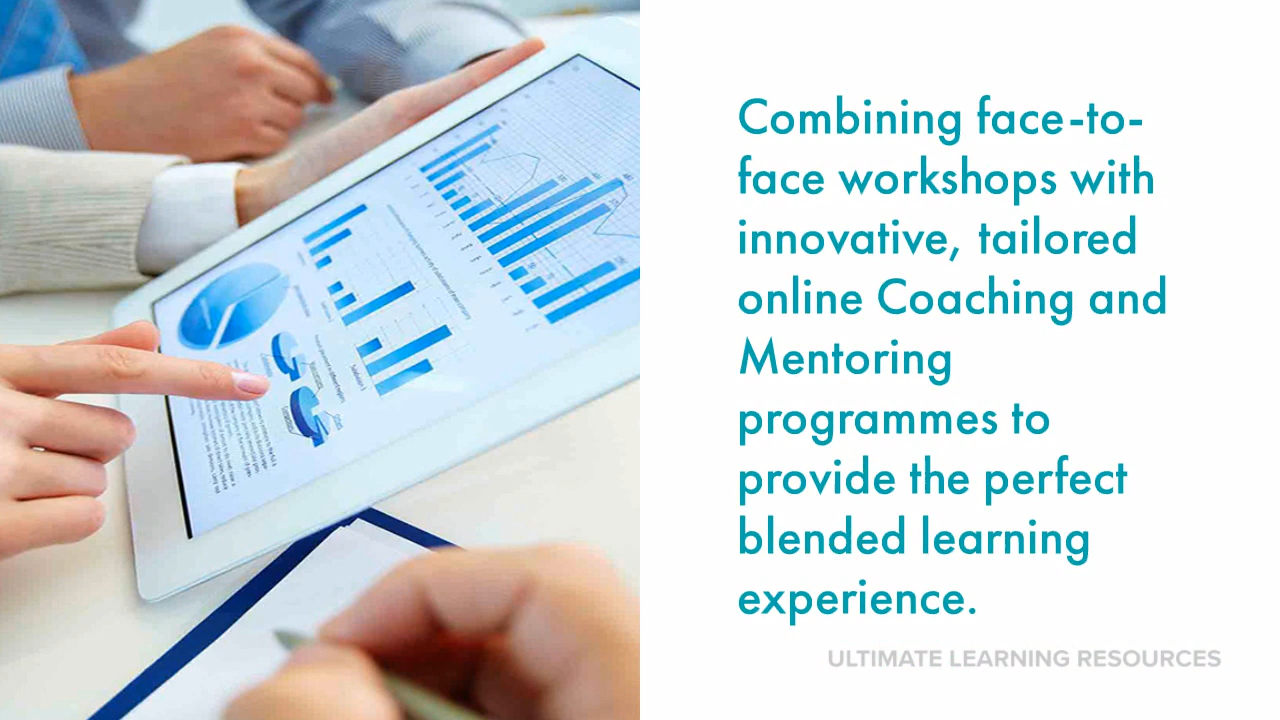 Combining face-to-
face workshops with
innovative, tailored
online Coaching and
Mentoring
programmes to
provide the perfect
blended learning
experience.
ULTIMATE LEARNING RESOURCES